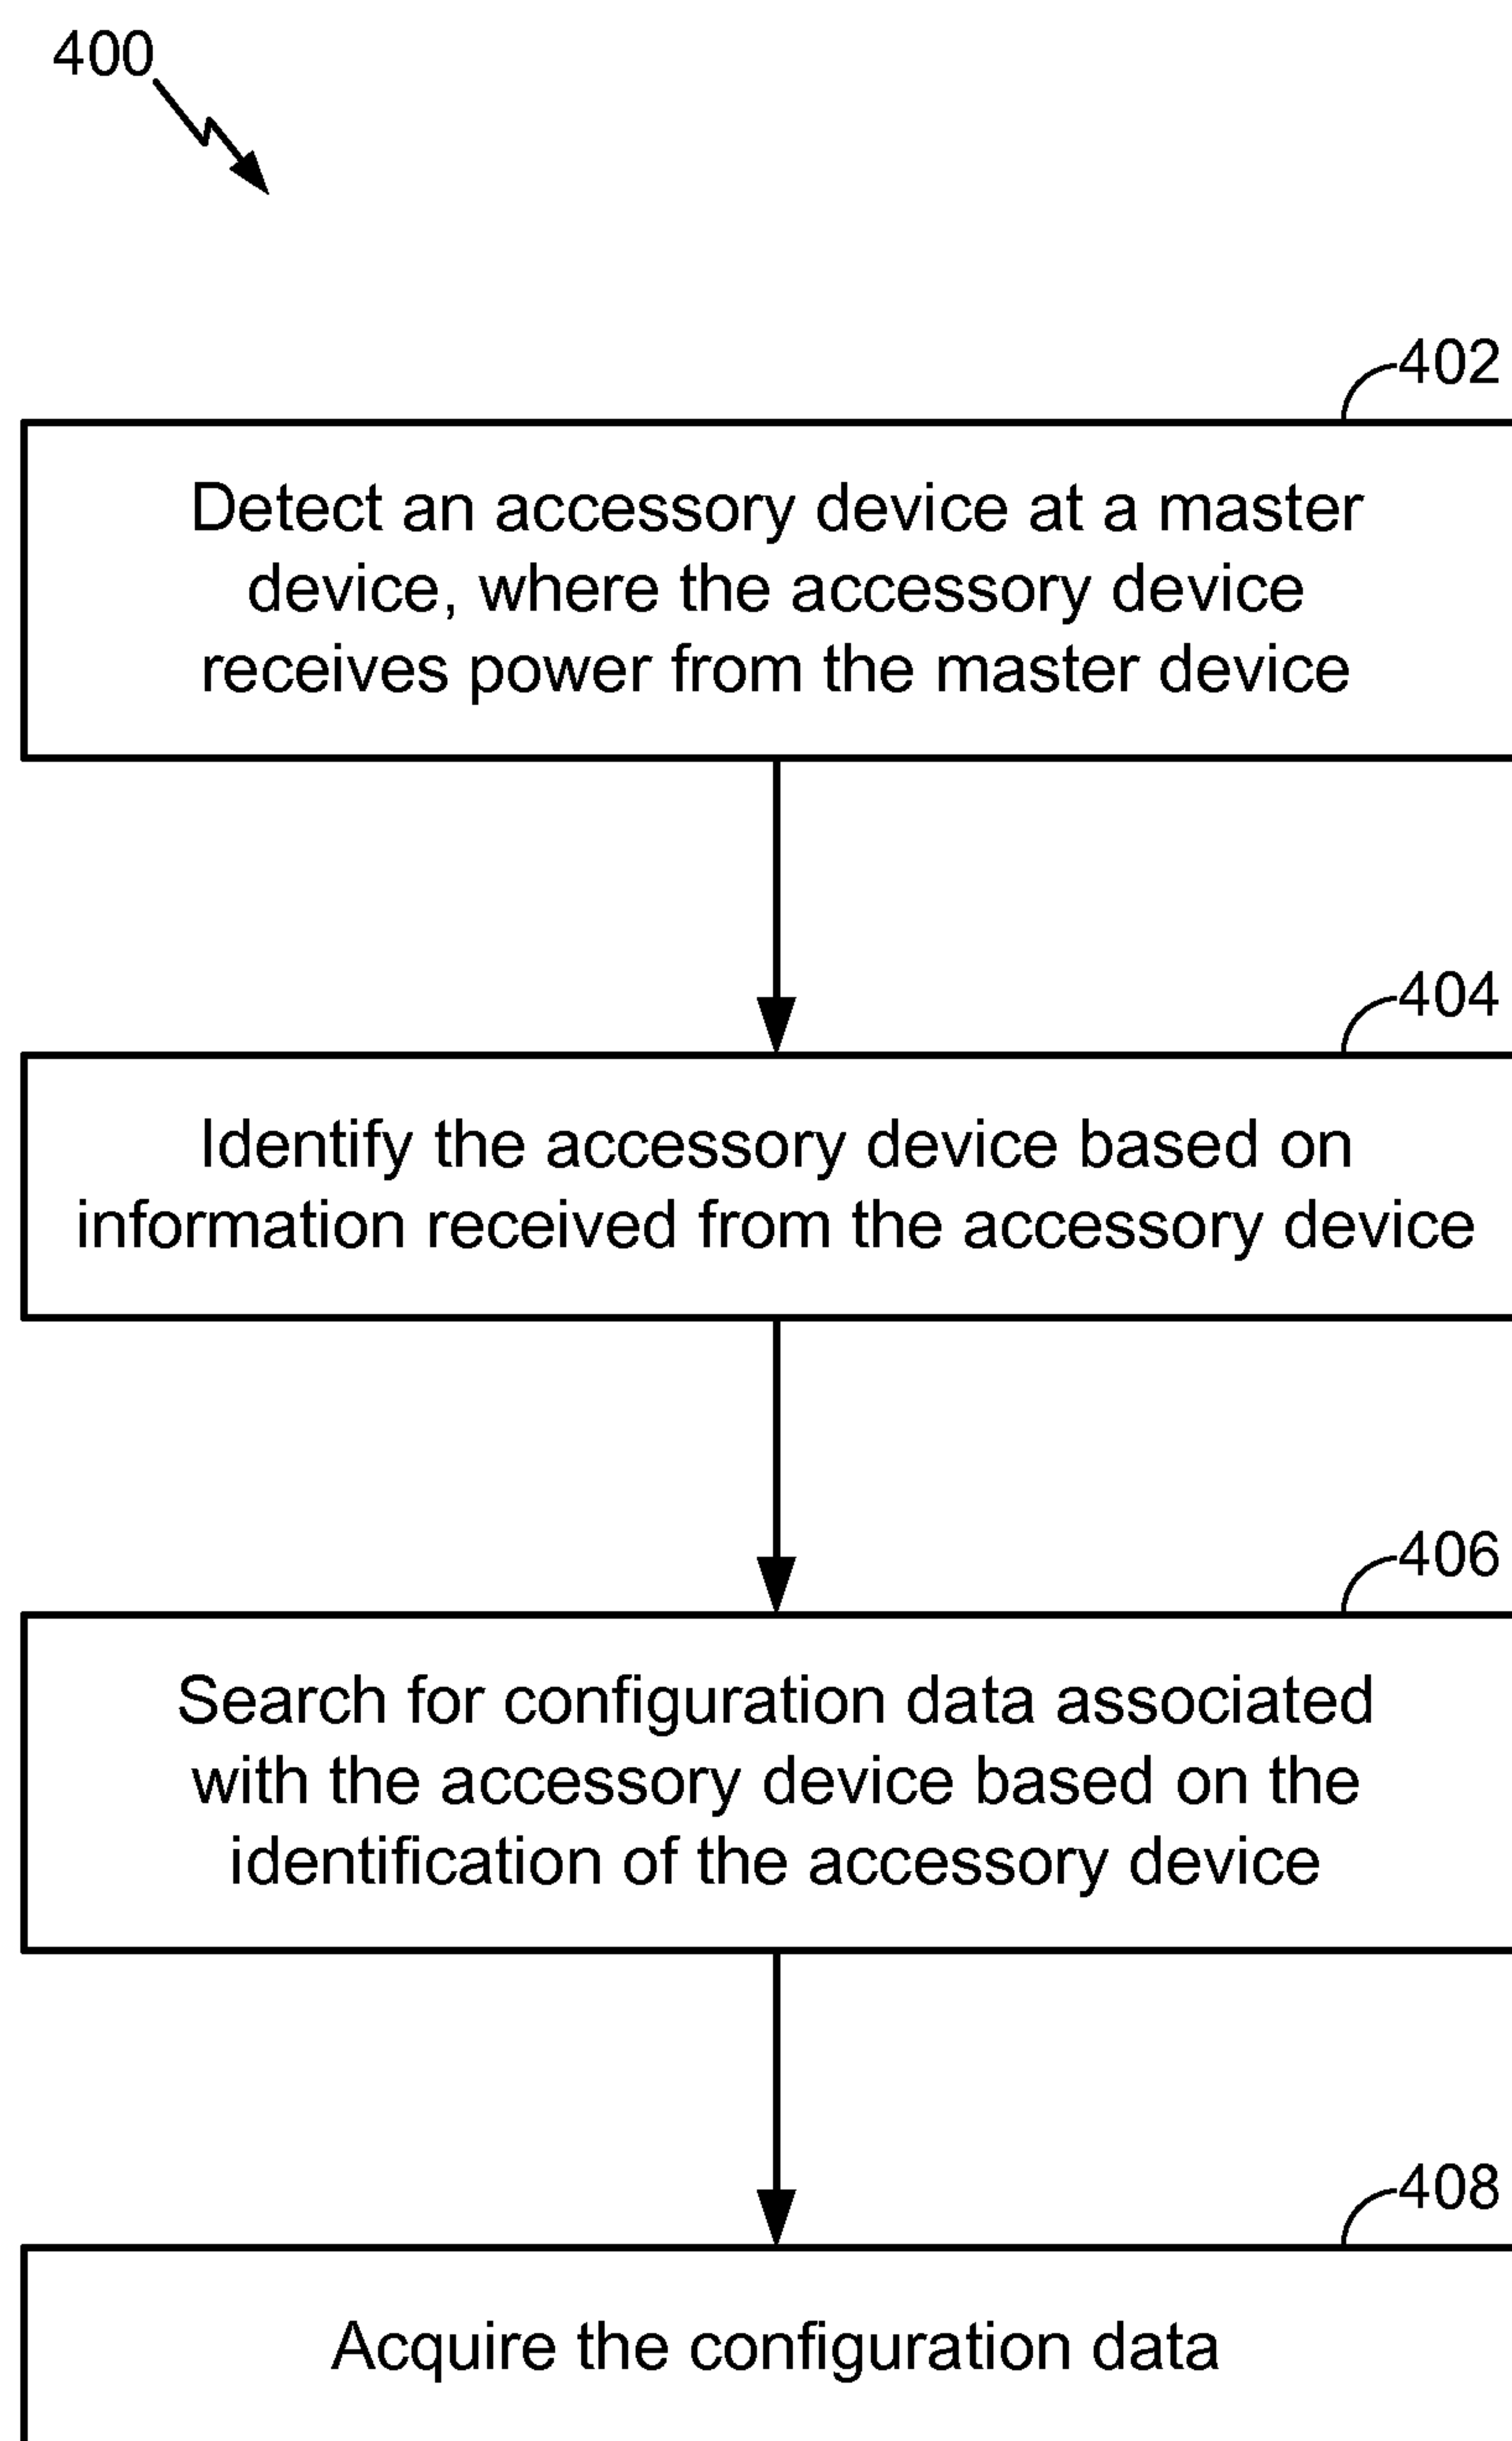 400
402
Detect an accessory device at a master
device, where the accessory device
receives power from the master device
404
Identify the accessory device based on
information received from the accessory device
406
Search for configuration data associated
with the accessory device based on the
identification of the accessory device
408
Acquire the configuration data